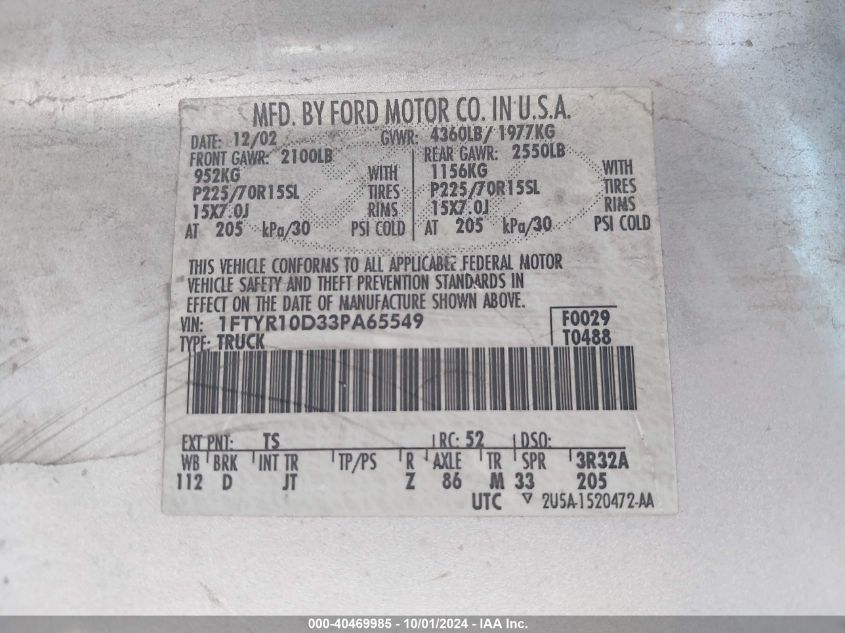 MFD. BY FORD MOTOR CO. IN U.S.A.
DATE: 12/02 GVWR: 4360LB/ 1977KG
FRONT GAWR: 2100LB REAR GAWR: 2550LB
952KG WITH 1156KG WITH
P225/70R15SL TIRES P225/70R15SL TIRES
15X7.0J RIMS 15X7.0J RIMS
AT 205 kPa/30 PSI COLD AT 205 kPa/30 PSI COLD
THIS VEHICLE CONFORMS TO ALL APPLICABLE FEDERAL MOTOR
VEHICLE SAFETY AND THEFT PREVENTION STANDARDS IN
EFFECT ON THE DATE OF MANUFACTURE SHOWN ABOVE.
VIN: 1FTYR10D33PA65549 F0029
TYPE: TRUCK T0488
EXT PNT: TS RC: 52 DSO:
WB BRK INT TR TP/PS R AXLE TR SPR 3R32A
112 D JT Z 86 M 33 205
UTC 2U5A-1520472-AA
000-40469985 - 10/01/2024 - IAA Inc.